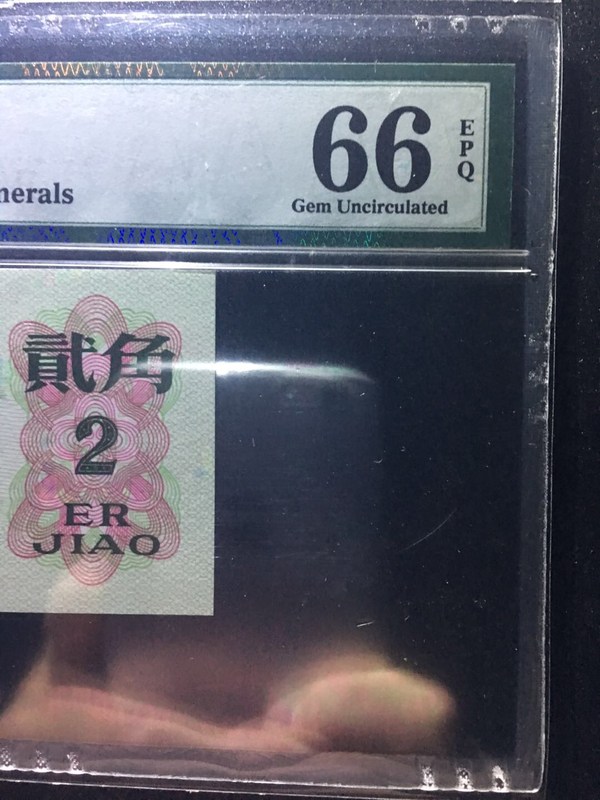 66
EPQ
Gem Uncirculated
nerals
貳角
2
ER
JIAO